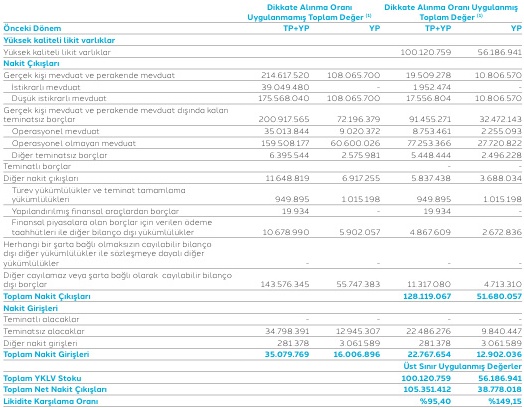 Dikkate Alınma Oranı Dikkate Alınma Oranı Uygulanmış
Uygulanmamış Toplam Değer (1) Toplam Değer (1)
Önceki Dönem TP+YP YP TP+YP YP
Yüksek kaliteli likit varlıklar
Yüksek kaliteli likit varlıklar 100.120.759 56.186.941
Nakit Çıkışları
Gerçek kişi mevduat ve perakende mevduat 214.617.520 108.065.700 19.509.278 10.806.570
İstikrarlı mevduat 39.049.480 - 1.952.474 -
Düşük istikrarlı mevduat 175.568.040 108.065.700 17.556.804 10.806.570
Gerçek kişi mevduat ve perakende mevduat dışında kalan
teminatsız borçlar 200.917.565 72.196.379 91.455.271 32.472.143
Operasyonel mevduat 35.013.844 9.020.372 8.753.461 2.255.093
Operasyonel olmayan mevduat 159.508.177 60.600.026 77.253.366 27.720.822
Diğer teminatsız borçlar 6.395.544 2.575.981 5.448.444 2.496.228
Teminatlı borçlar - -
Diğer nakit çıkışları 11.648.819 6.917.255 5.837.438 3.688.034
Türev yükümlülükler ve teminat tamamlama
yükümlülükleri 949.895 1.015.198 949.895 1.015.198
Yapılandırılmış finansal araçlardan borçlar 19.934 - 19.934 -
Finansal piyasalara olan borçlar için verilen ödeme
taahhütleri ile diğer bilanço dışı yükümlülükler 10.678.990 5.902.057 4.867.609 2.672.836
Herhangi bir şarta bağlı olmaksızın cayılabilir bilanço
dışı diğer yükümlülükler ile sözleşmeye dayalı diğer
yükümlülükler - - - -
Diğer cayılamaz veya şarta bağlı olarak cayılabilir bilanço
dışı borçlar 143.576.345 55.747.383 11.317.080 4.713.310
Toplam Nakit Çıkışları 128.119.067 51.680.057
Nakit Girişleri
Teminatlı alacaklar - - - -
Teminatsız alacaklar 34.798.391 12.945.307 22.486.276 9.840.447
Diğer nakit girişleri 281.378 3.061.589 281.378 3.061.589
Toplam Nakit Girişleri 35.079.769 16.006.896 22.767.654 12.902.036
Üst Sınır Uygulanmış Değerler
Toplam YKLV Stoku 100.120.759 56.186.941
Toplam Net Nakit Çıkışları 105.351.412 38.778.018
Likidite Karşılama Oranı %95,40 %149,15